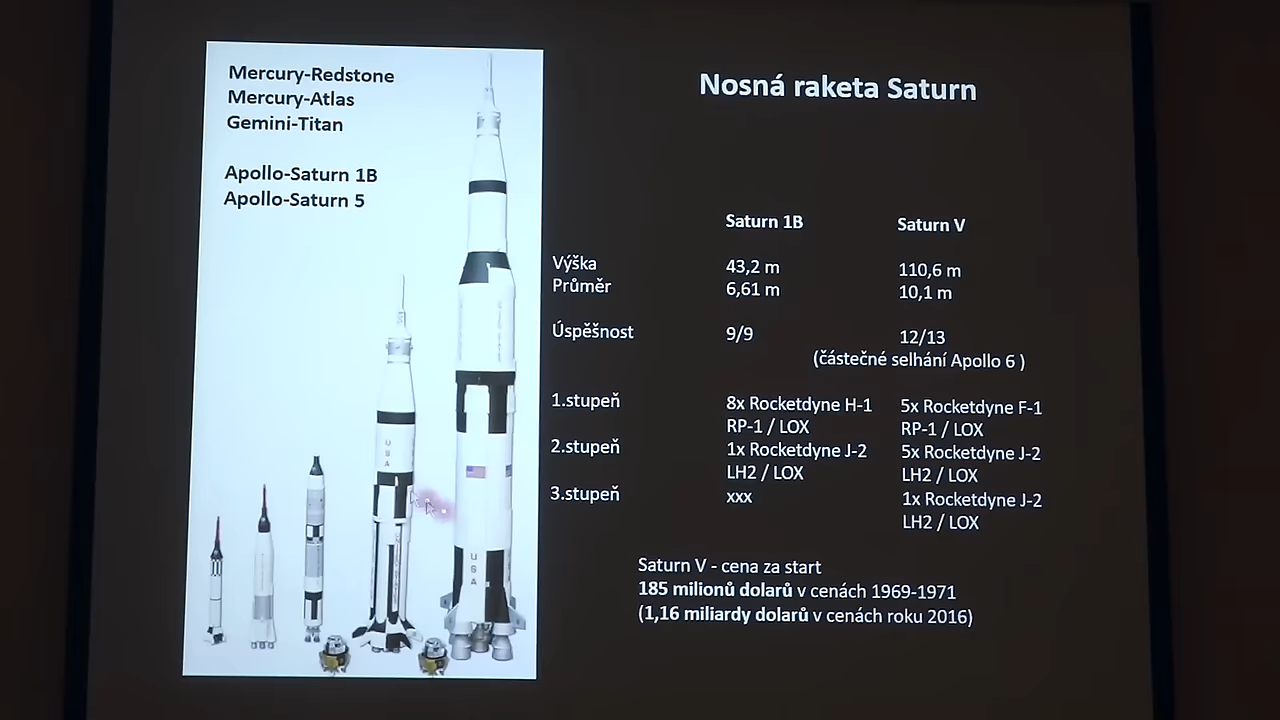 Mercury-Redstone
Mercury-Atlas
Gemini-Titan
Apollo-Saturn 1B
Apollo-Saturn 5
Nosná raketa Saturn
Saturn 1B Saturn V
Výška 43,2 m 110,6 m
Průměr 6,61 m 10,1 m
Úspěšnost 9/9 12/13
(částečné selhání Apollo 6 )
1.stupeň 8x Rocketdyne H-1 5x Rocketdyne F-1
RP-1 / LOX RP-1 / LOX
2.stupeň 1x Rocketdyne J-2 5x Rocketdyne J-2
LH2 / LOX LH2 / LOX
3.stupeň xxx 1x Rocketdyne J-2
LH2 / LOX
Saturn V - cena za start
185 milionů dolarů v cenách 1969-1971
(1,16 miliardy dolarů v cenách roku 2016)
USA
USA